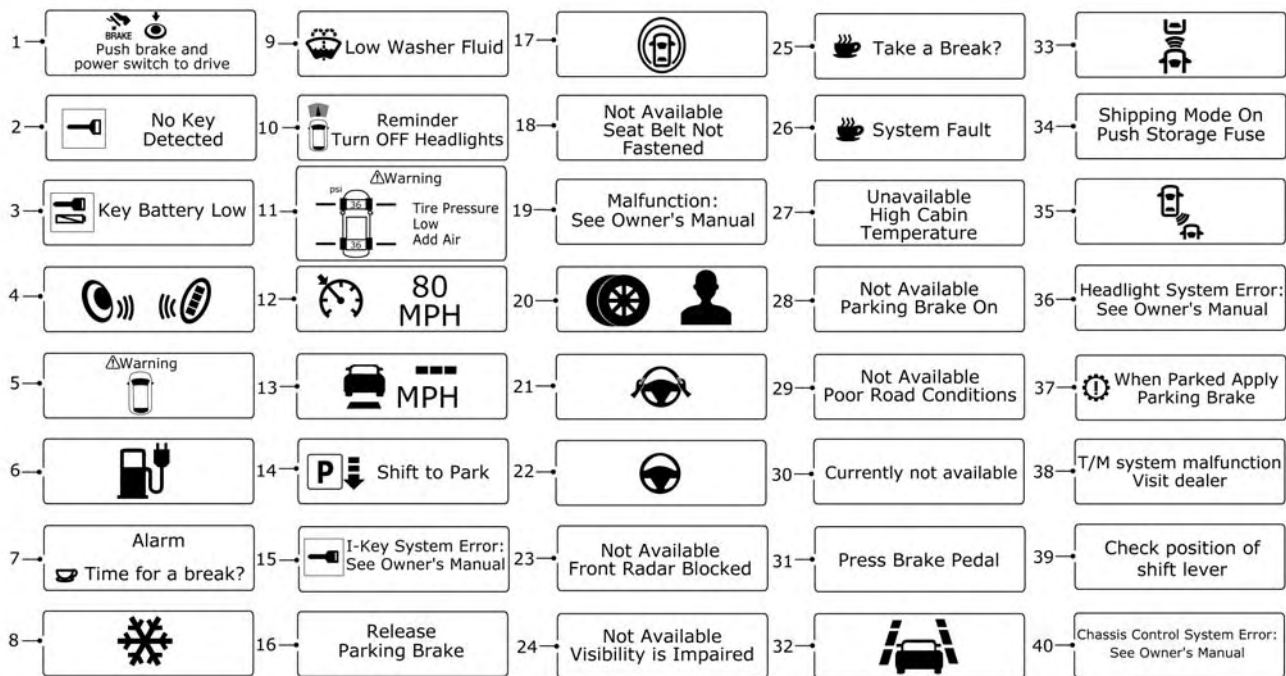 1
BRAKE
Push brake and
power switch to drive
2
No Key
Detected
3
Key Battery Low
4
5
⚠Warning
6
7
Alarm
Time for a break?
8
9
Low Washer Fluid
10
Reminder
Turn OFF Headlights
11
⚠Warning
psi
36
36
Tire Pressure
Low
Add Air
12
80
MPH
13
MPH
14
P
Shift to Park
15
I-Key System Error:
See Owner's Manual
16
Release
Parking Brake
17
18
Not Available
Seat Belt Not
Fastened
19
Malfunction:
See Owner's Manual
20
21
22
23
Not Available
Front Radar Blocked
24
Not Available
Visibility is Impaired
25
Take a Break?
26
System Fault
27
Unavailable
High Cabin
Temperature
28
Not Available
Parking Brake On
29
Not Available
Poor Road Conditions
30
Currently not available
31
Press Brake Pedal
32
33
34
Shipping Mode On
Push Storage Fuse
35
36
Headlight System Error:
See Owner's Manual
37
When Parked Apply
Parking Brake
38
T/M system malfunction
Visit dealer
39
Check position of
shift lever
40
Chassis Control System Error:
See Owner's Manual